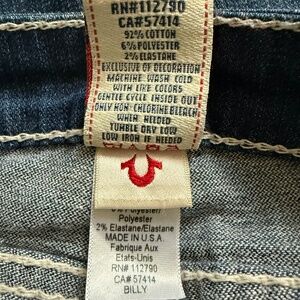 RN#112790
CA#57414
92% COTTON
6% POLYESTER
2% ELASTANE
EXCLUSIVE OF DECORATION
MACHINE WASH COLD
WITH LIKE COLORS
GENTLE CYCLE INSIDE OUT
ONLY NON-CHLORINE BLEACH
WHEN NEEDED
TUMBLE DRY LOW
LOW IRON IF NEEDED
Polyester
2% Elastane/Elastane
MADE IN U.S.A.
Fabrique Aux
Etats-Unis
RN# 112790
CA# 57414
BILLY